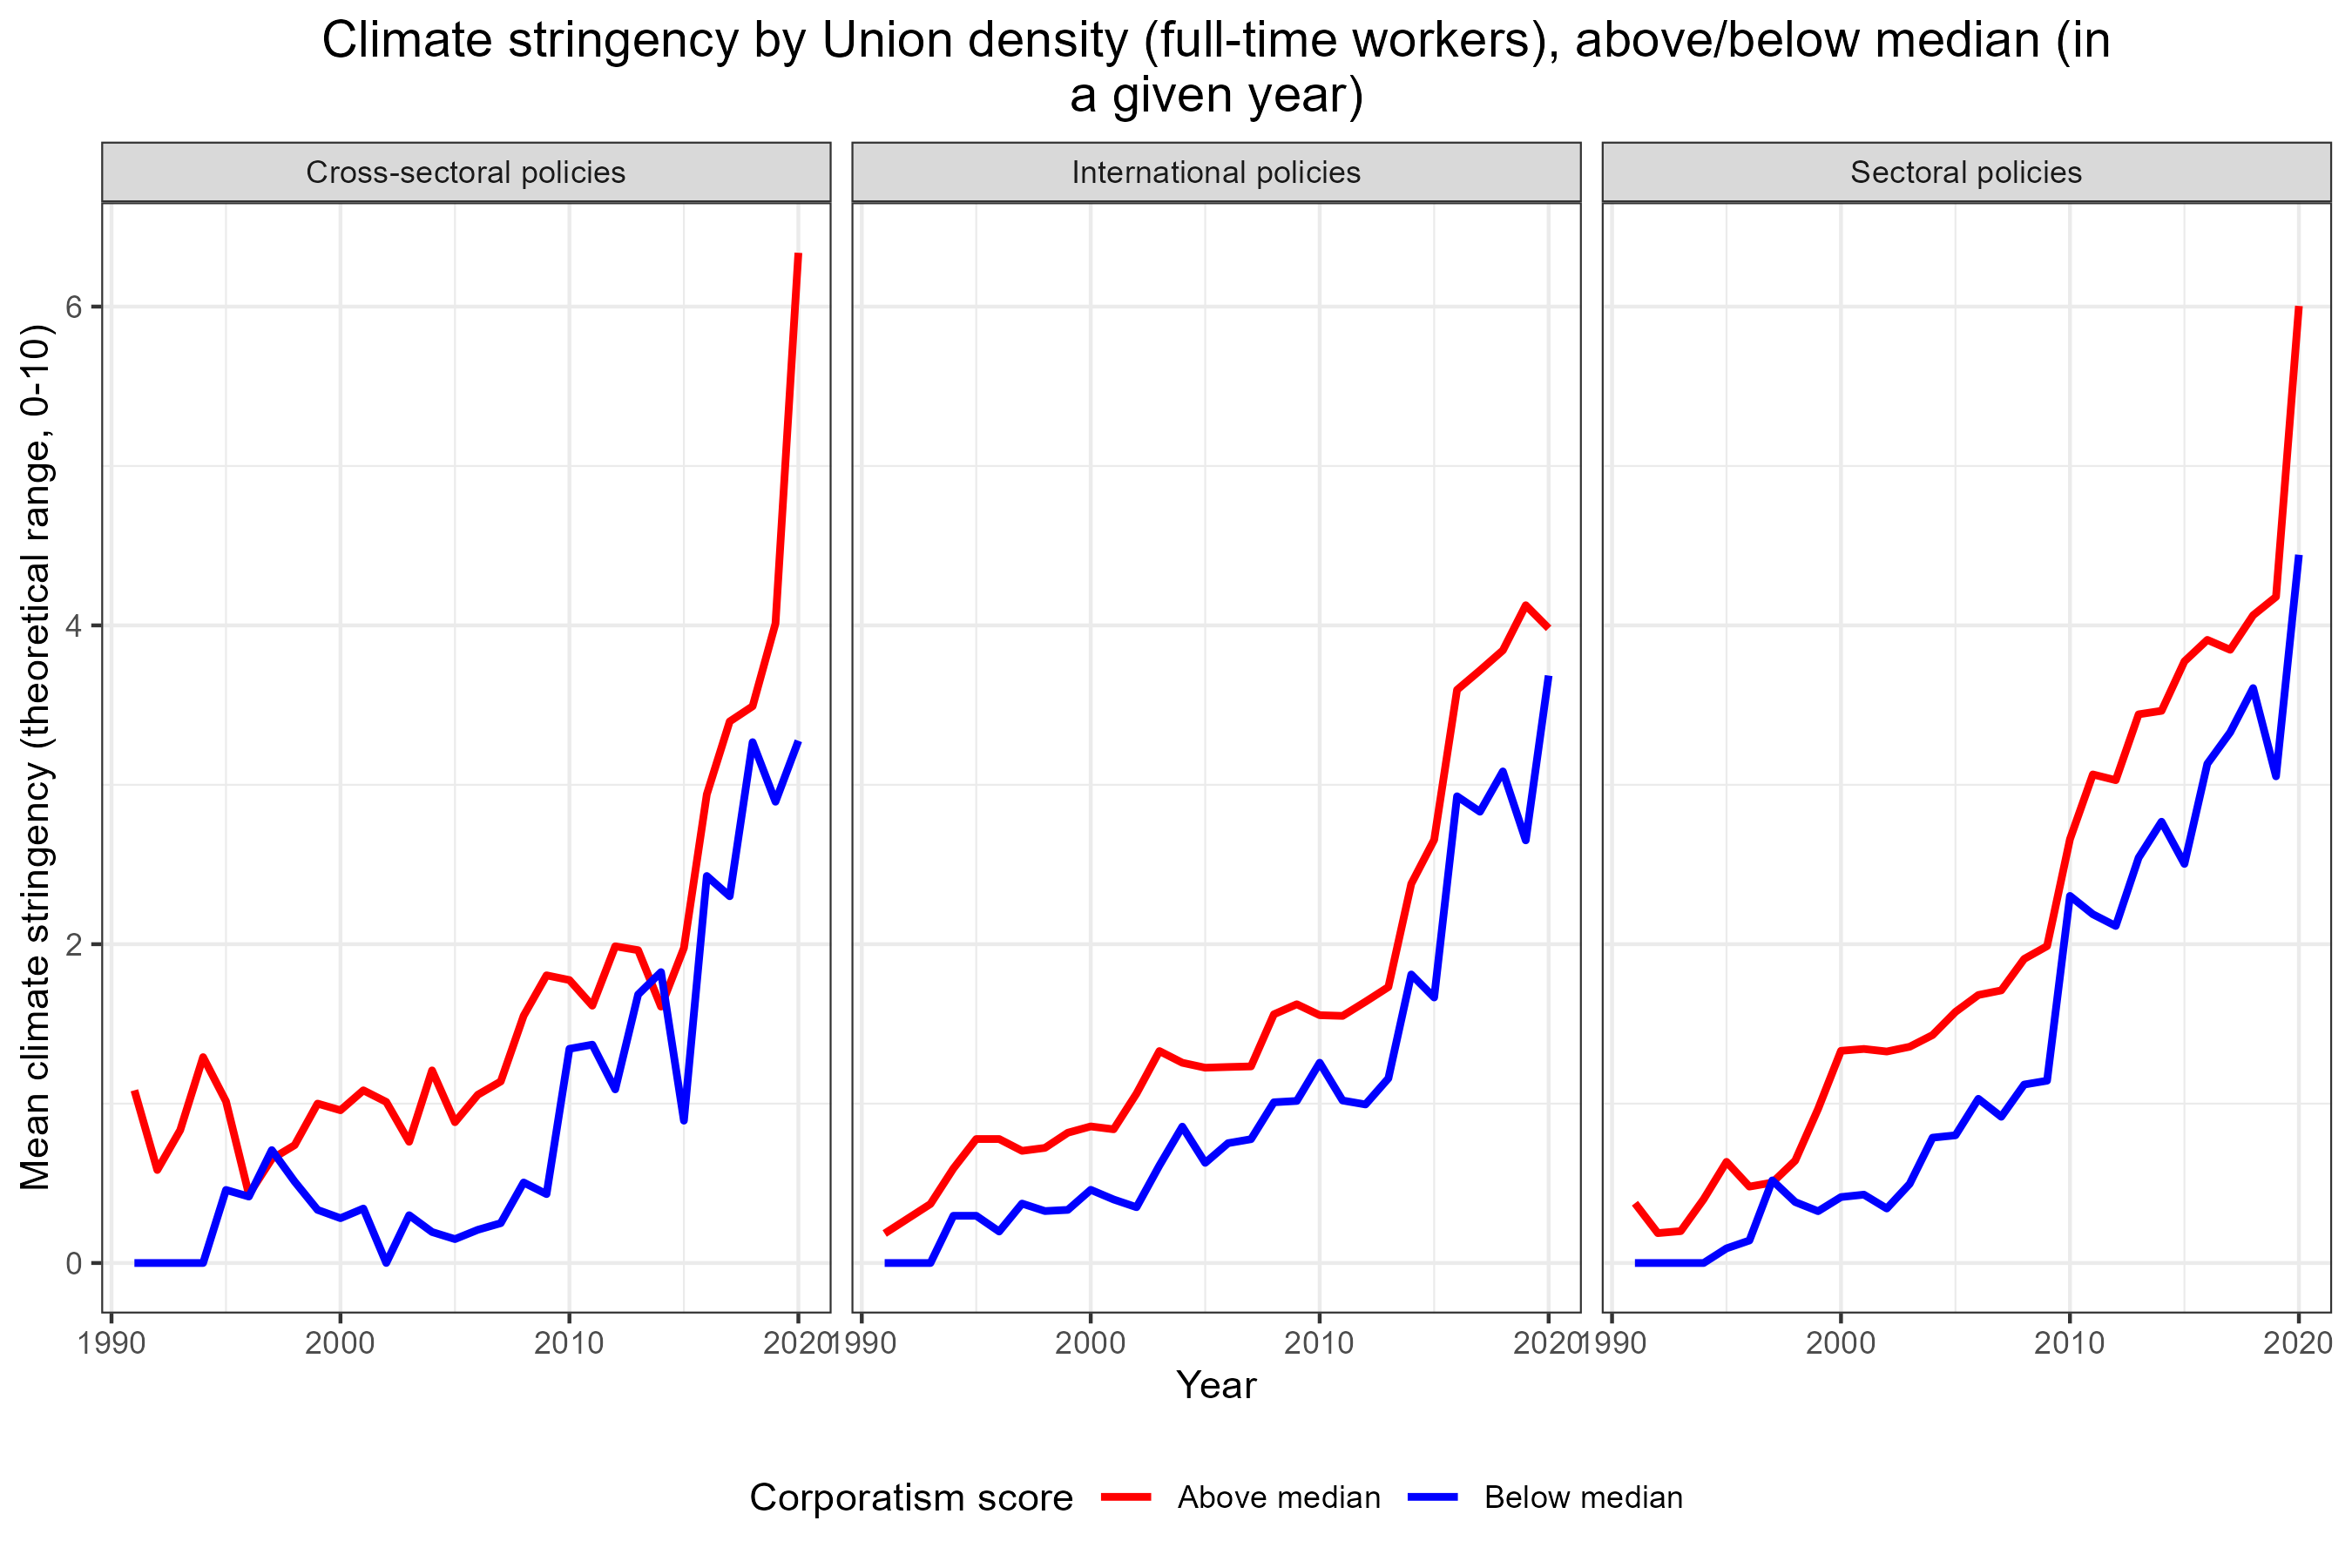 Climate stringency by Union density (full-time workers), above/below median (in
a given year)
Cross-sectoral policies
International policies
Sectoral policies
Mean climate stringency (theoretical range, 0-10)
6
4
2
0
1990 2000 2010 2020
1990 2000 2010 2020
1990 2000 2010 2020
Year
Corporatism score Above median Below median